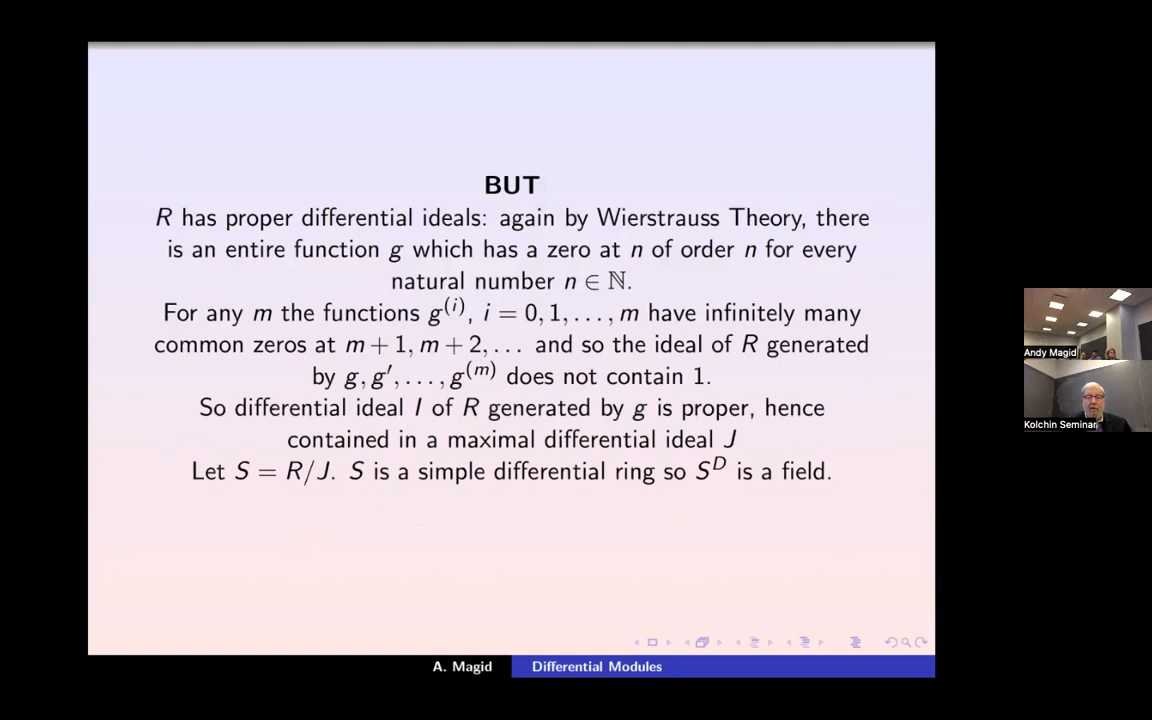 BUT
R has proper differential ideals: again by Wierstrauss Theory, there
is an entire function g which has a zero at n of order n for every
natural number n ∈ ℕ.
For any m the functions g⁽ⁱ⁾, i = 0, 1, . . . , m have infinitely many
common zeros at m + 1, m + 2, . . . and so the ideal of R generated
by g, g′, . . . , g⁽ᵐ⁾ does not contain 1.
So differential ideal I of R generated by g is proper, hence
contained in a maximal differential ideal J
Let S = R/J. S is a simple differential ring so Sᴰ is a field.
A. Magid
Differential Modules
Andy Magid
Kolchin Seminar